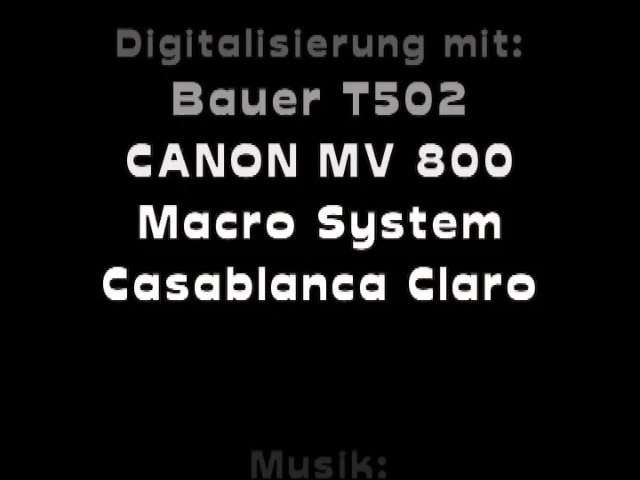 Digitalisierung mit:
Bauer T502
CANON MV 800
Macro System
Casablanca Claro
Musik: